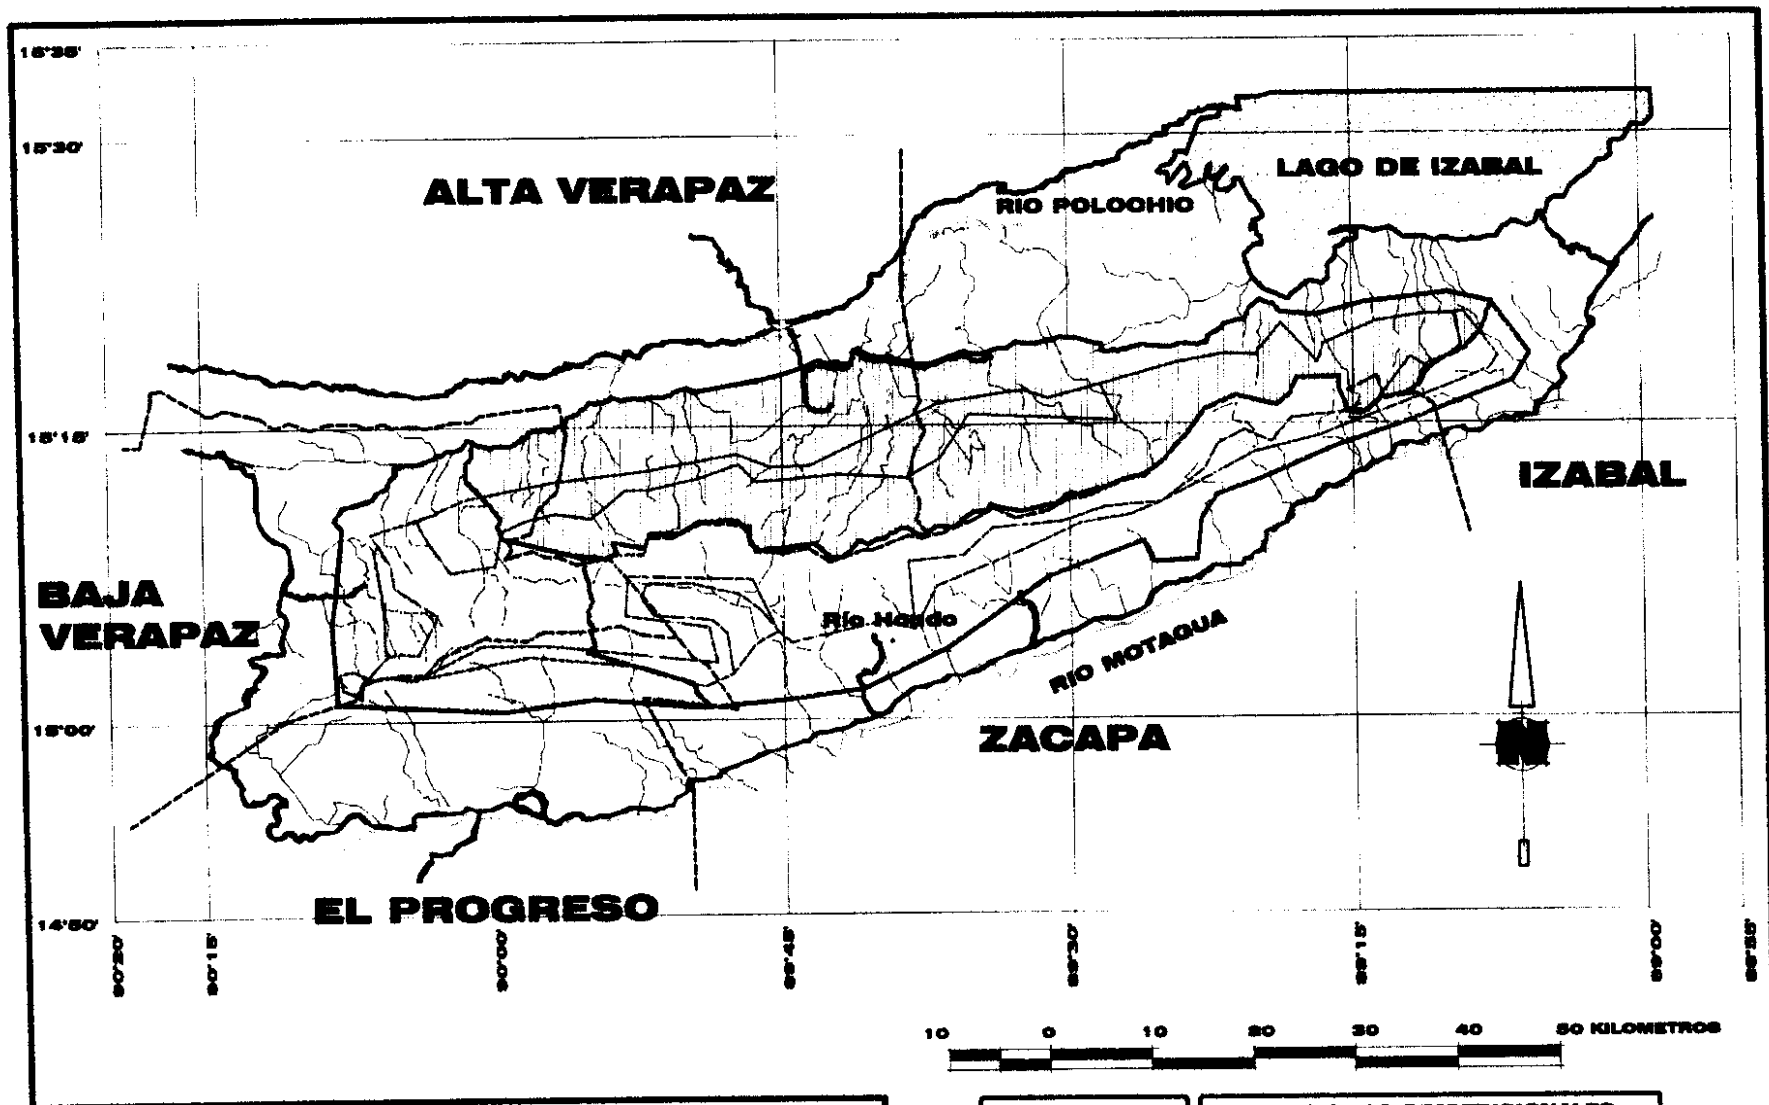 15°35'
15°30'
ALTA VERAPAZ
LAGO DE IZABAL
RIO POLOCHIC
15°15'
IZABAL
BAJA
VERAPAZ
Río Hondo
RIO MOTAGUA
15°00'
ZACAPA
N
EL PROGRESO
14°50'
90°20'
90°15'
90°00'
89°45'
89°30'
89°15'
89°00'
88°55'
10 0 10 20 30 40 50 KILOMETROS